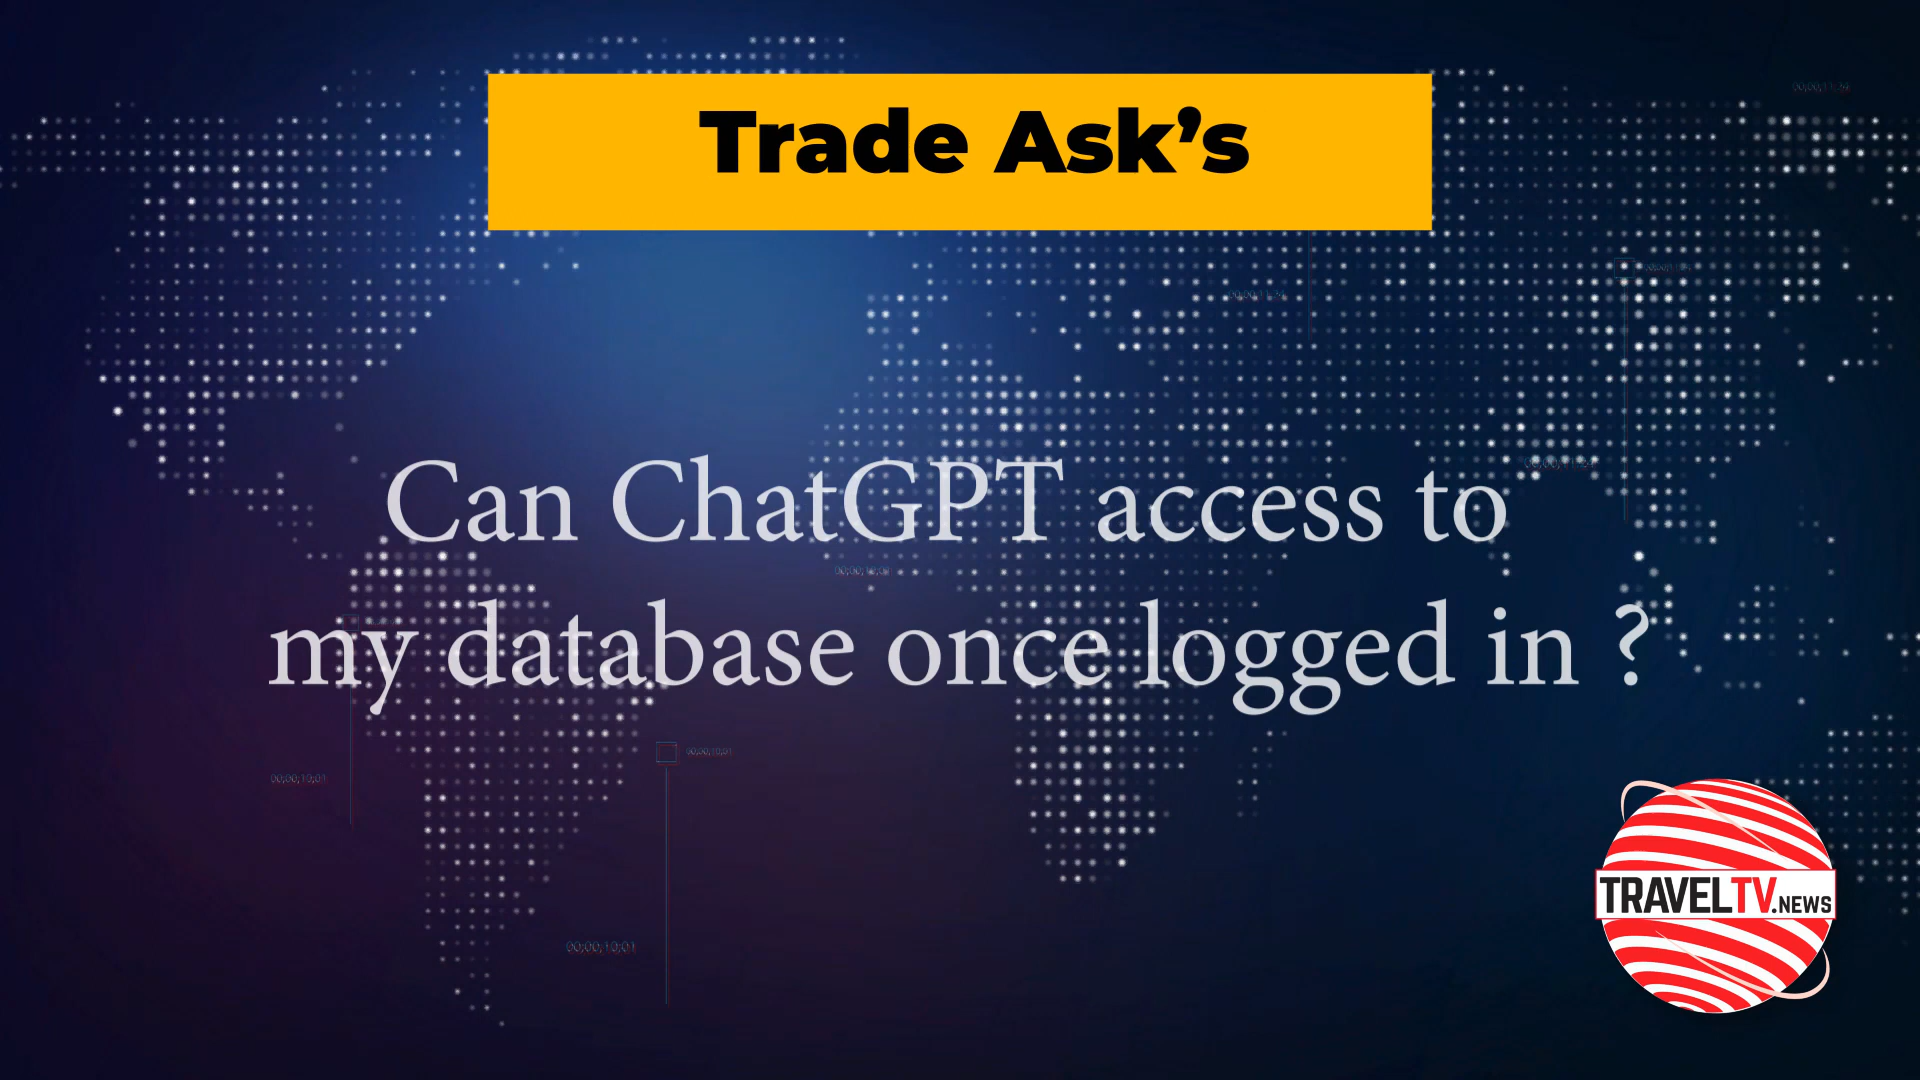 Trade Ask’s
Can ChatGPT access to
my database once logged in ?
TRAVELTV.NEWS